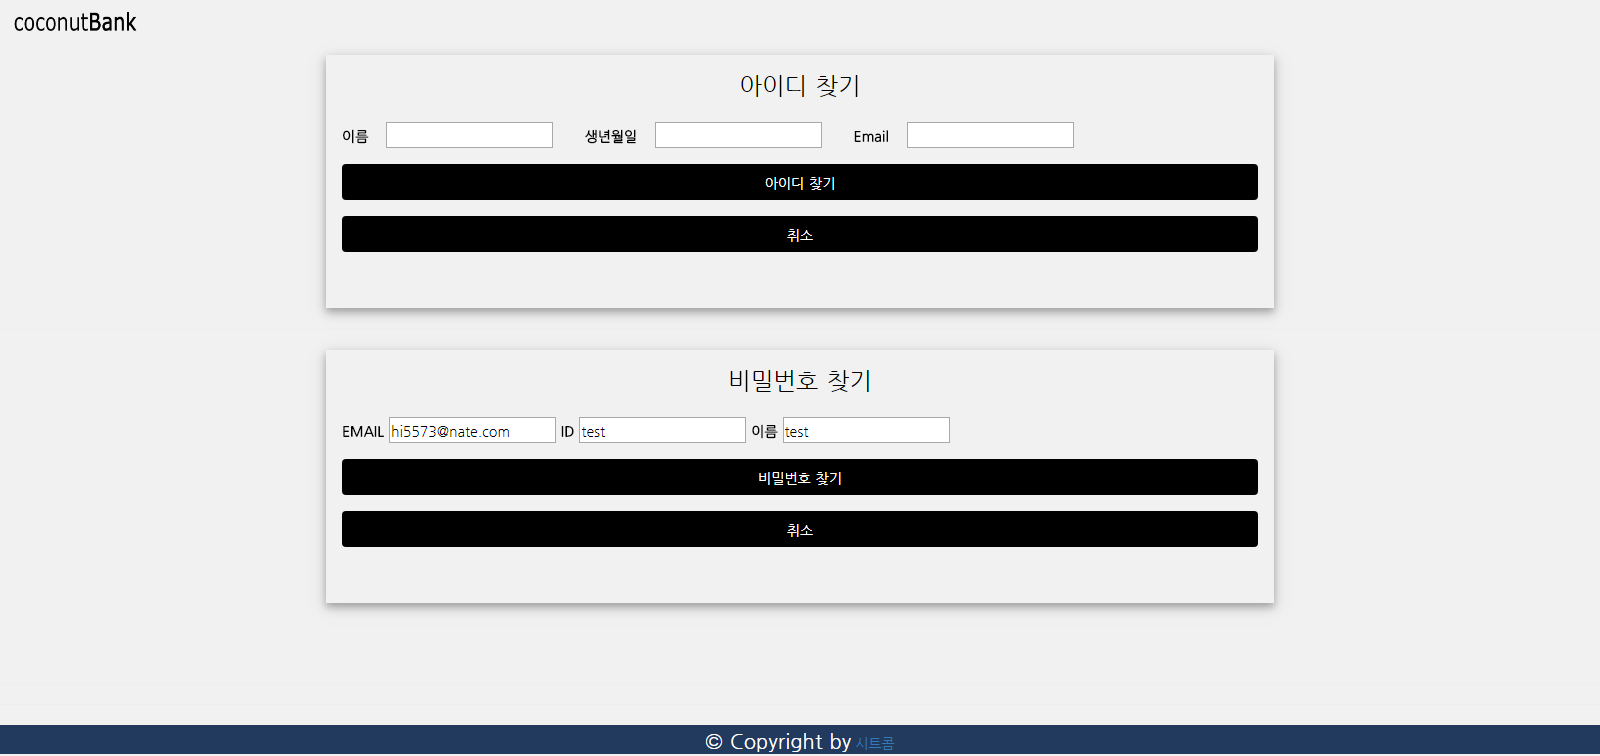 coconutBank
아이디 찾기
이름 생년월일 Email
아이디 찾기
취소
비밀번호 찾기
EMAIL hi5573@nate.com ID test 이름 test
비밀번호 찾기
취소
© Copyright by 시트콤